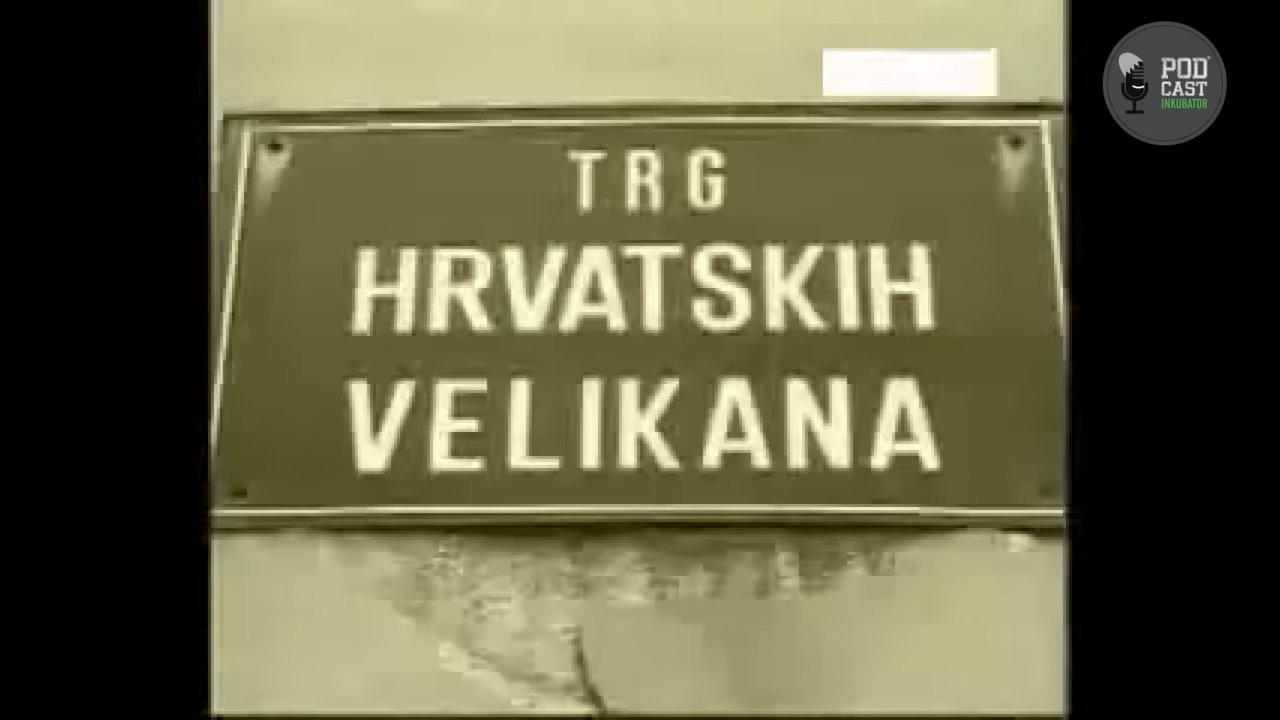 POD
CAST
INKUBATOR
TRG
HRVATSKIH
VELIKANA